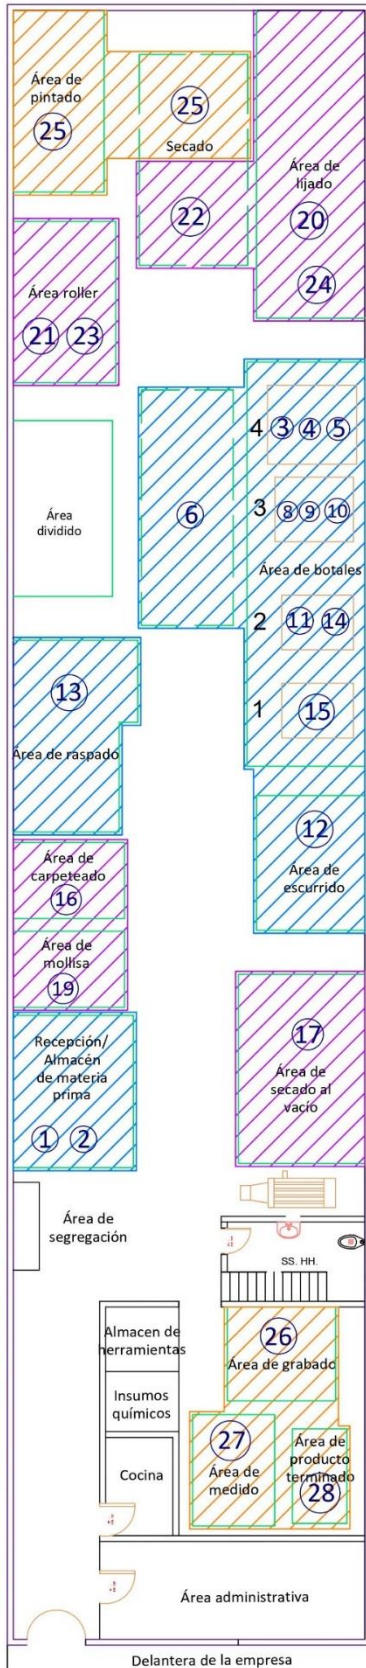 Área de
pintado
25
25
Secado
Área de
lijado
22
20
24
Área roller
21 23
4 3 4 5
6
3 8 9 10
Área
dividido
Área de botales
2 11 14
13
1 15
Área de raspado
12
Área de
escurrido
Área de
carpeteado
16
Área de
mollisa
19
17
Área de
secado al
vacío
Recepción/
Almacén
de materia
prima
1 2
Área de
segregación
SS. HH.
26
Área de grabado
Almacen de
herramientas
Insumos
químicos
27
Área de
medido
Área de
producto
terminado
28
Cocina
Área administrativa
Delantera de la empresa